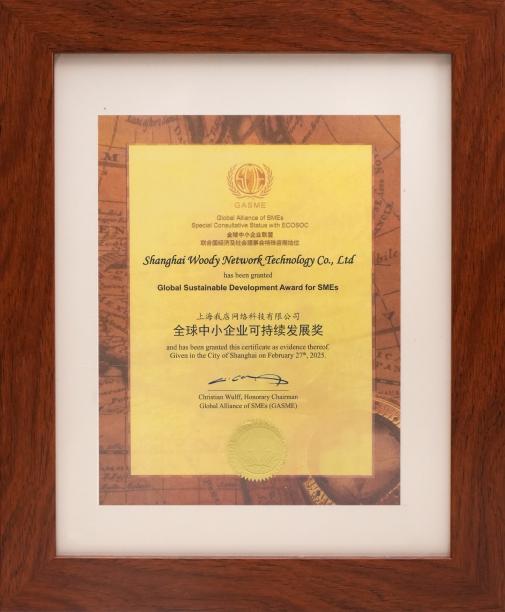 GASME
Global Alliance of SMEs
Special Consultative Status with ECOSOC
全球中小企业联盟
联合国经济及社会理事会特殊咨商地位
Shanghai Woody Network Technology Co., Ltd
has been granted
Global Sustainable Development Award for SMEs
上海我店网络科技有限公司
全球中小企业可持续发展奖
and has been granted this certificate as evidence thereof.
Given in the City of Shanghai on February 27th, 2025.
Christian Wulff, Honorary Chairman
Global Alliance of SMEs (GASME)